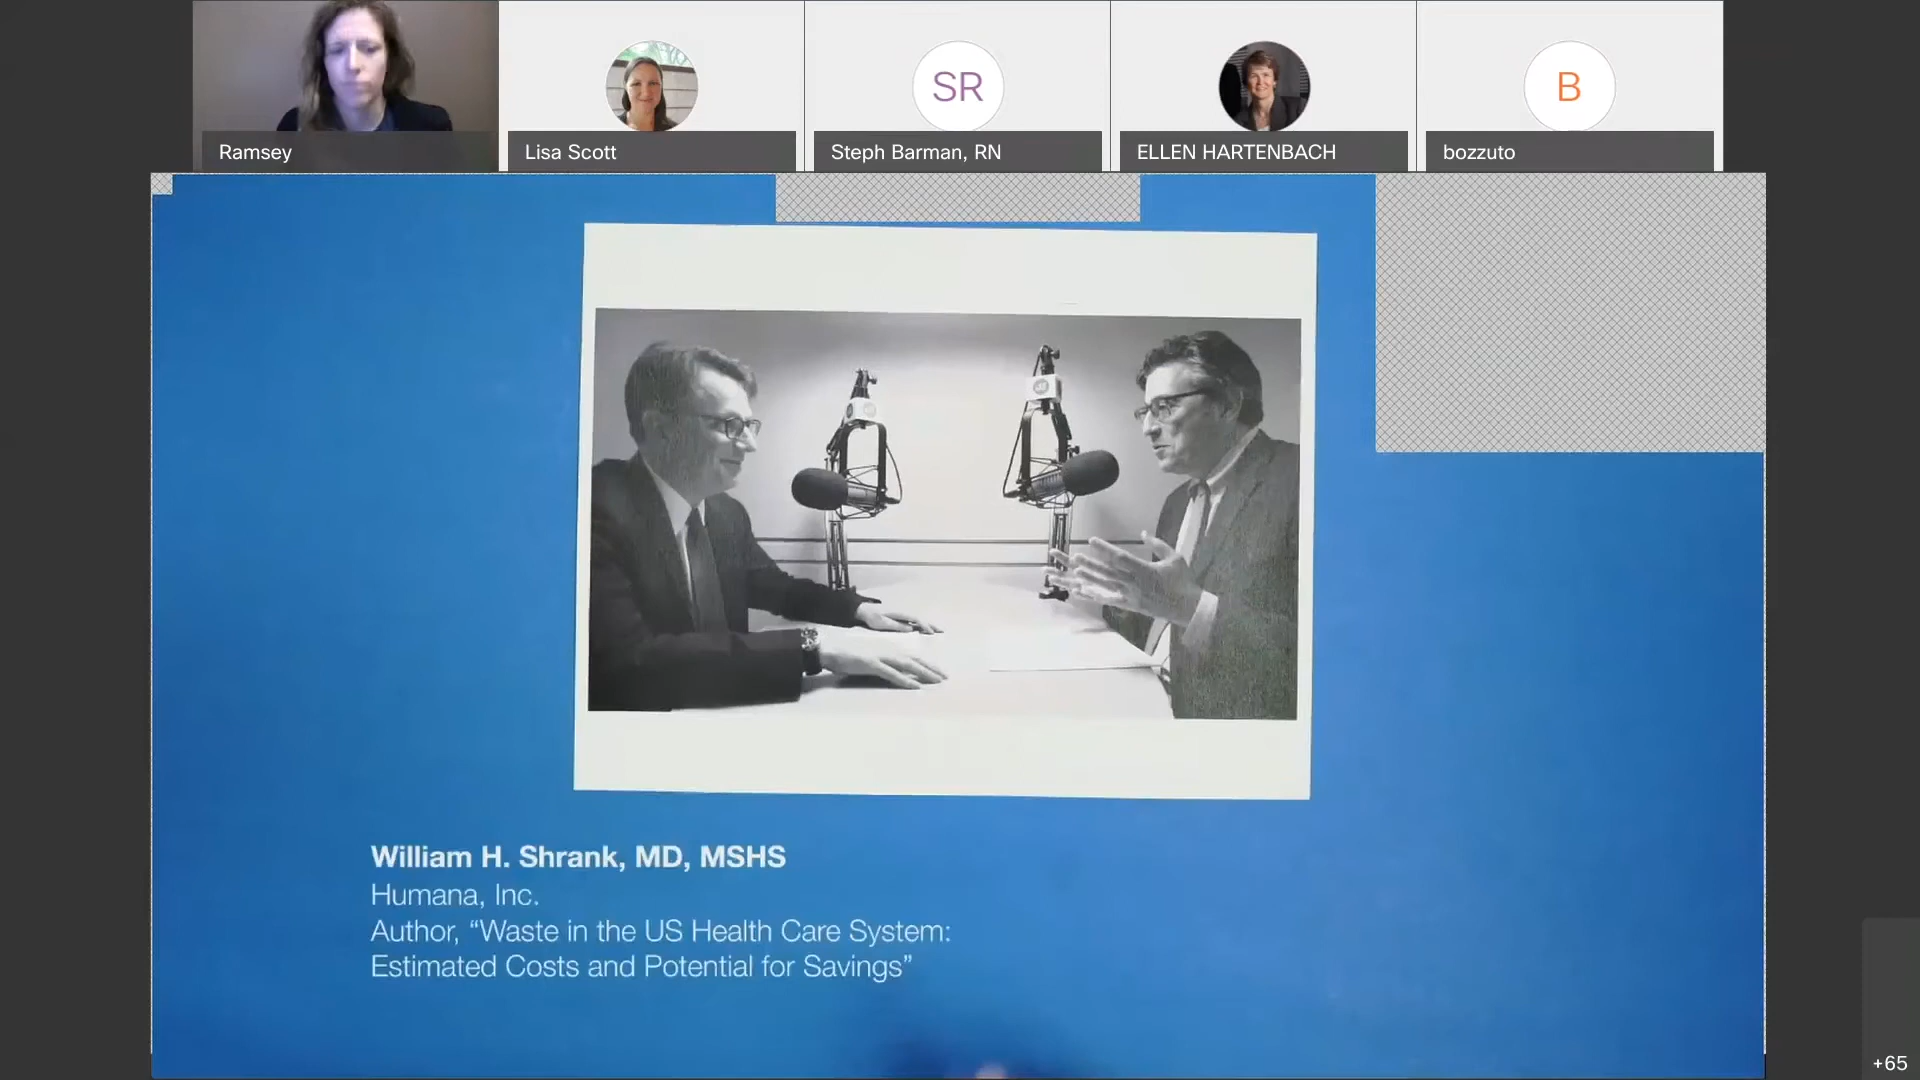 Ramsey
Lisa Scott
SR
Steph Barman, RN
ELLEN HARTENBACH
B
bozzuto
William H. Shrank, MD, MSHS
Humana, Inc.
Author, “Waste in the US Health Care System:
Estimated Costs and Potential for Savings”
+65